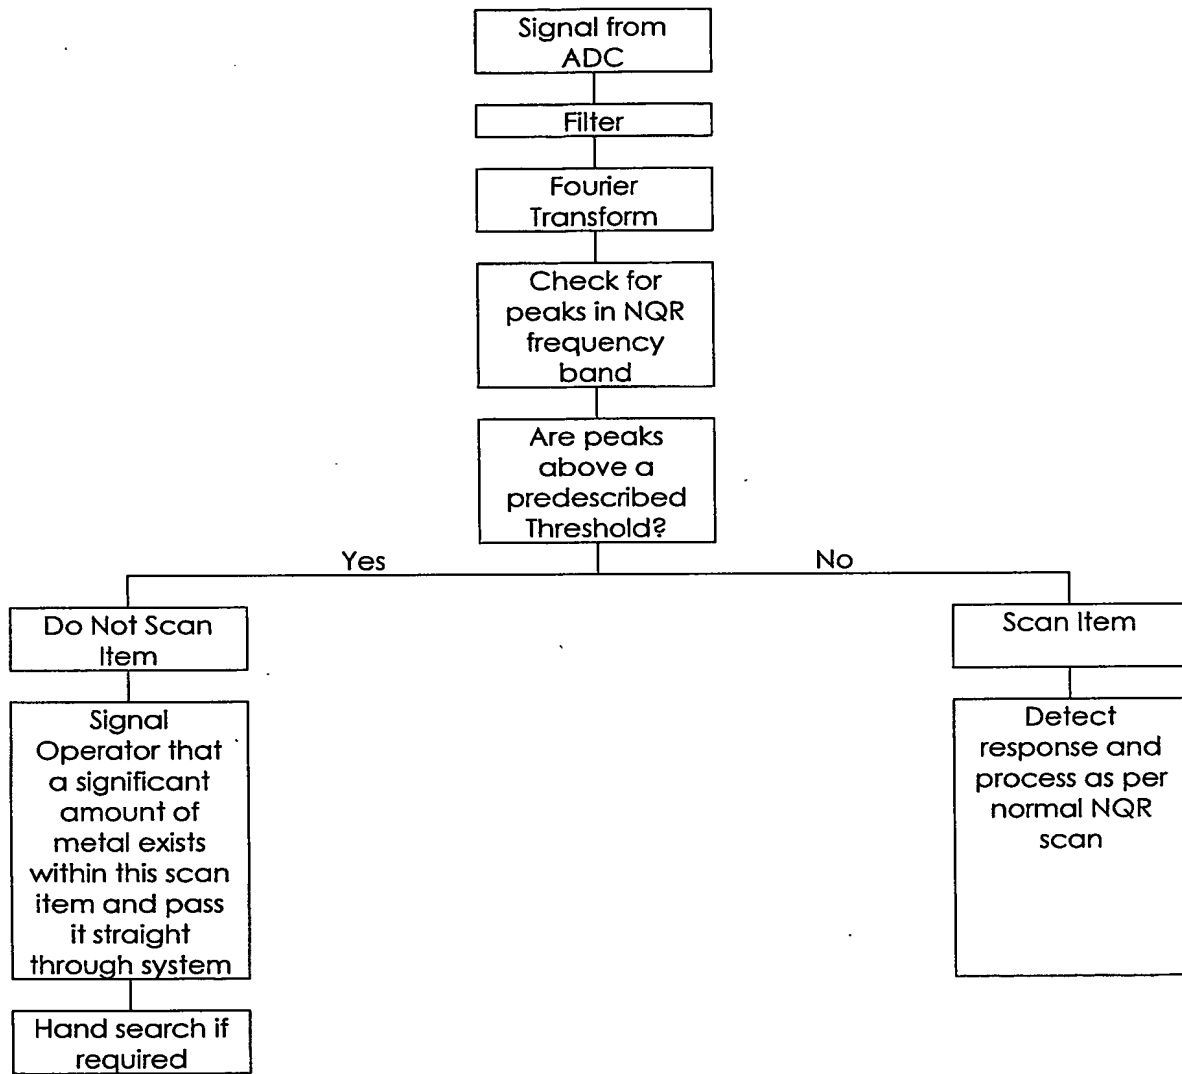 Signal from
ADC
Filter
Fourier
Transform
Check for
peaks in NQR
frequency
band
Are peaks
above a
predescribed
Threshold?
Yes
No
Do Not Scan
Item
Signal
Operator that
a significant
amount of
metal exists
within this scan
item and pass
it straight
through system
Hand search if
required
Scan Item
Detect
response and
process as per
normal NQR
scan